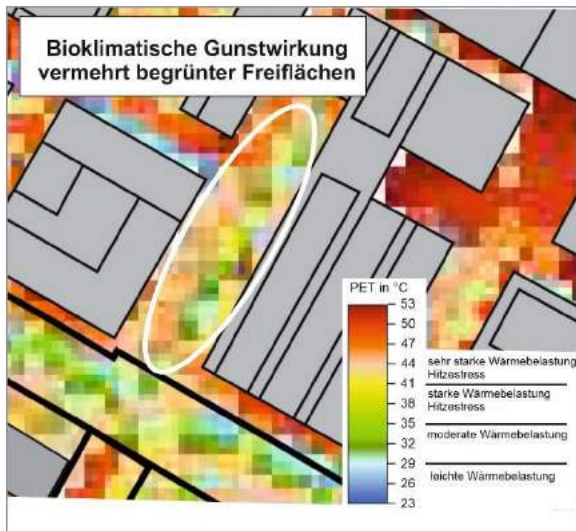 Bioklimatische Gunstwirkung
vermehrt begrünter Freiflächen
PET in °C
53
50
47
44
41
38
35
32
29
26
23
sehr starke Wärmebelastung
Hitzestress
starke Wärmebelastung
Hitzestress
moderate Wärmebelastung
leichte Wärmebelastung